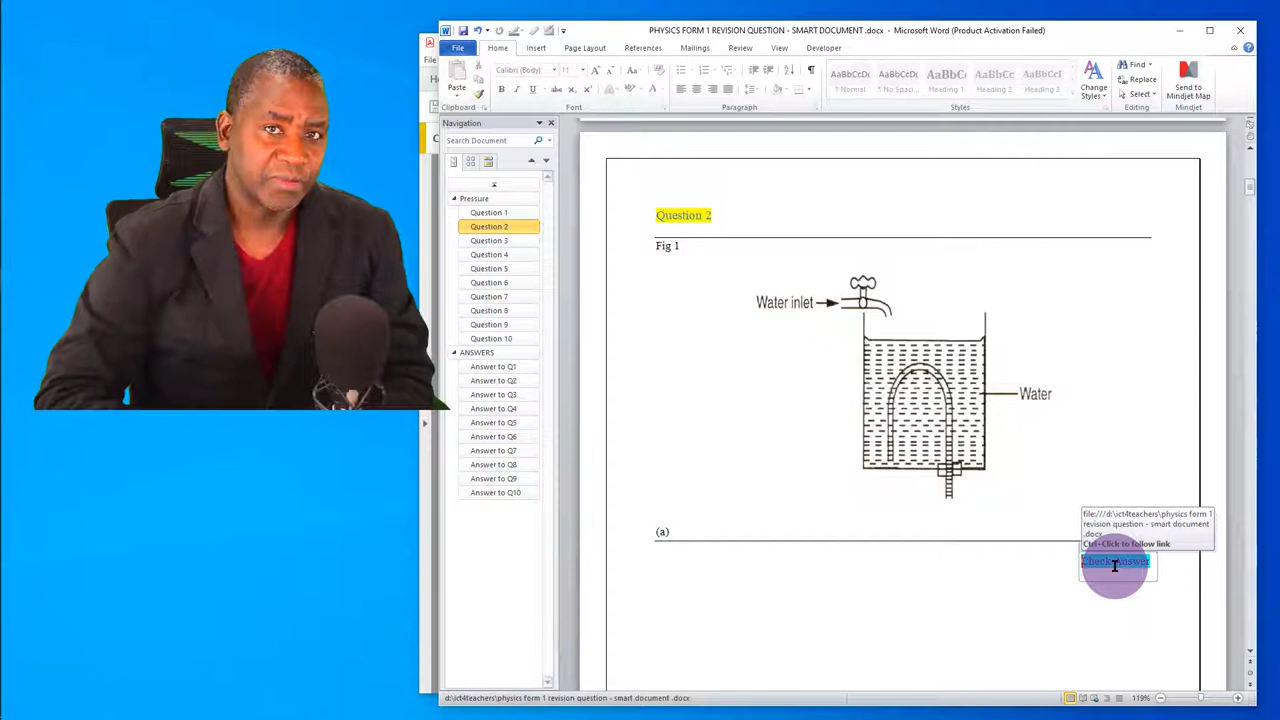 PHYSICS FORM 1 REVISION QUESTION - SMART DOCUMENT .docx - Microsoft Word (Product Activation Failed)
File Home Insert Page Layout References Mailings Review View Developer
Paste
Calibri (Body) 11
AaBbCcDc AaBbCcDc AaBbC AaBbCc AaBbCcI
¶ 1 Normal ¶ No Spaci... Heading 1 Heading 2 Heading 3
Change Styles
Find
Replace
Select
Send to Mindjet Map
Clipboard Font Paragraph Styles Editing Mindjet
Navigation
Search Document
Pressure
Question 1
Question 2
Question 3
Question 4
Question 5
Question 6
Question 7
Question 8
Question 9
Question 10
ANSWERS
Answer to Q1
Answer to Q2
Answer to Q3
Answer to Q4
Answer to Q5
Answer to Q6
Answer to Q7
Answer to Q8
Answer to Q9
Answer to Q10
Question 2
Fig 1
Water inlet
Water
(a)
file:///d:\ict4teachers\physics form 1
revision question - smart document
.docx
Ctrl+Click to follow link
Check Answer
d:\ict4teachers\physics form 1 revision question - smart document .docx
119%